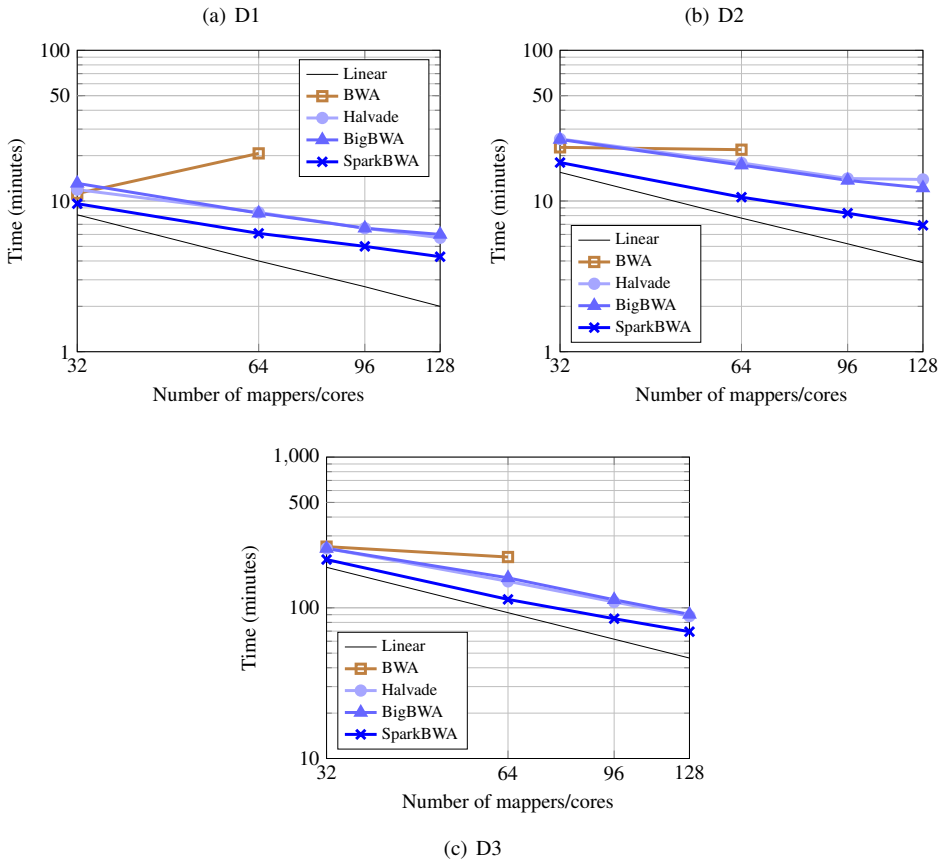 (a) D1
100
50
10
1
32
64
96
128
Time (minutes)
Number of mappers/cores
Linear
BWA
Halvade
BigBWA
SparkBWA
(b) D2
100
50
10
1
32
64
96
128
Time (minutes)
Number of mappers/cores
Linear
BWA
Halvade
BigBWA
SparkBWA
1,000
500
100
10
32
64
96
128
Time (minutes)
Number of mappers/cores
Linear
BWA
Halvade
BigBWA
SparkBWA
(c) D3